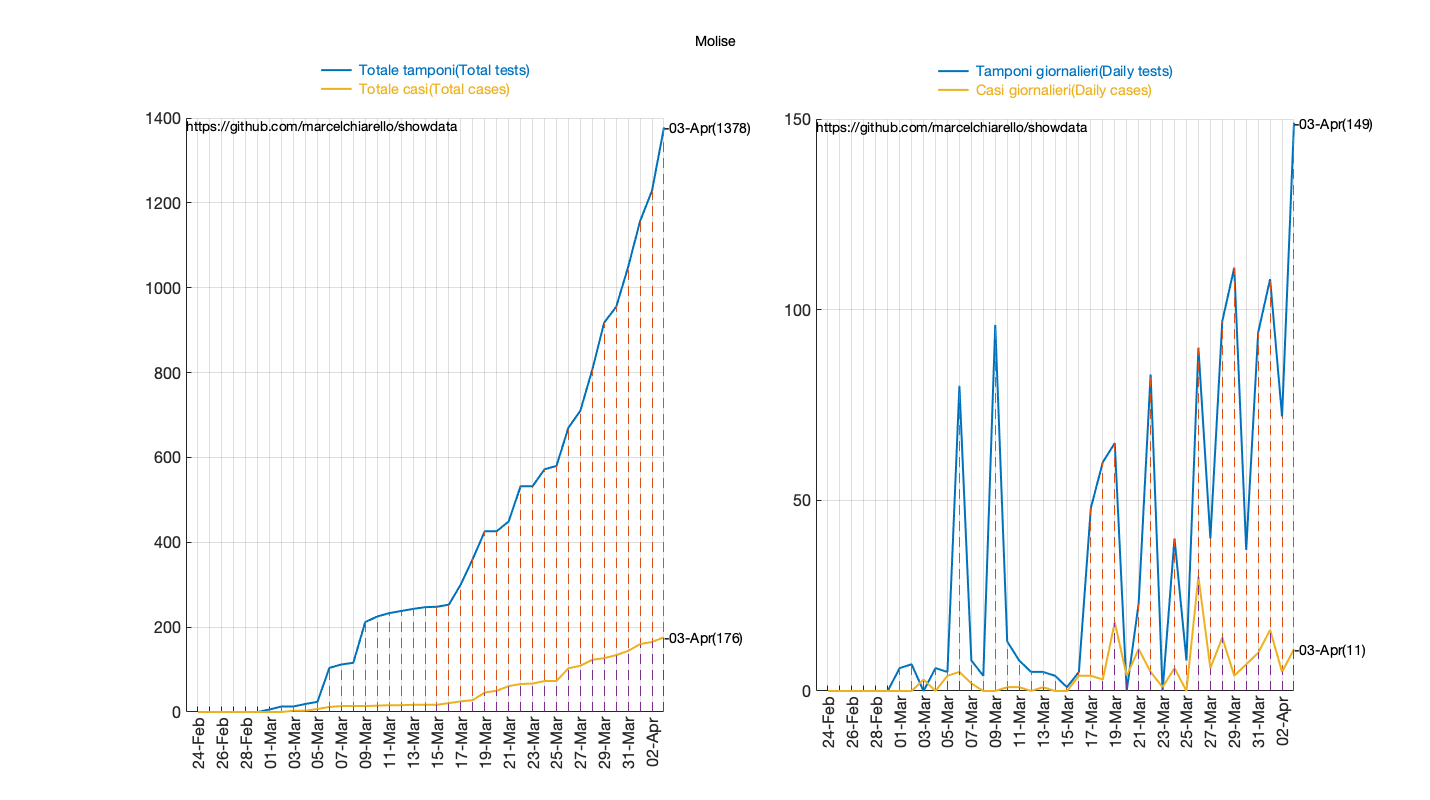 Molise
Totale tamponi(Total tests)
Totale casi(Total cases)
1400
1200
1000
800
600
400
200
0
https://github.com/marcelchiarello/showdata
-03-Apr(1378)
-03-Apr(176)
24-Feb
26-Feb
28-Feb
01-Mar
03-Mar
05-Mar
07-Mar
09-Mar
11-Mar
13-Mar
15-Mar
17-Mar
19-Mar
21-Mar
23-Mar
25-Mar
27-Mar
29-Mar
31-Mar
02-Apr
Tamponi giornalieri(Daily tests)
Casi giornalieri(Daily cases)
150
100
50
0
https://github.com/marcelchiarello/showdata
-03-Apr(149)
-03-Apr(11)
24-Feb
26-Feb
28-Feb
01-Mar
03-Mar
05-Mar
07-Mar
09-Mar
11-Mar
13-Mar
15-Mar
17-Mar
19-Mar
21-Mar
23-Mar
25-Mar
27-Mar
29-Mar
31-Mar
02-Apr